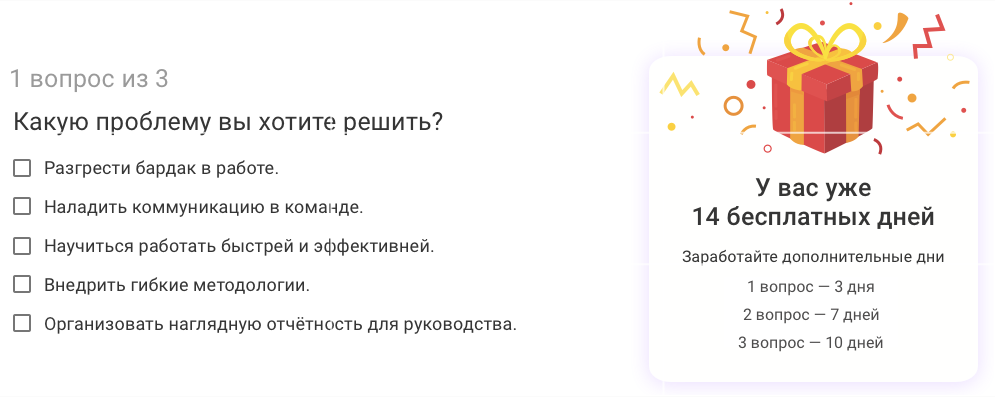 1 вопрос из 3
Какую проблему вы хотите решить?
Разгрести бардак в работе.
Наладить коммуникацию в команде.
Научиться работать быстрей и эффективней.
Внедрить гибкие методологии.
Организовать наглядную отчётность для руководства.
У вас уже
14 бесплатных дней
Заработайте дополнительные дни
1 вопрос — 3 дня
2 вопрос — 7 дней
3 вопрос — 10 дней